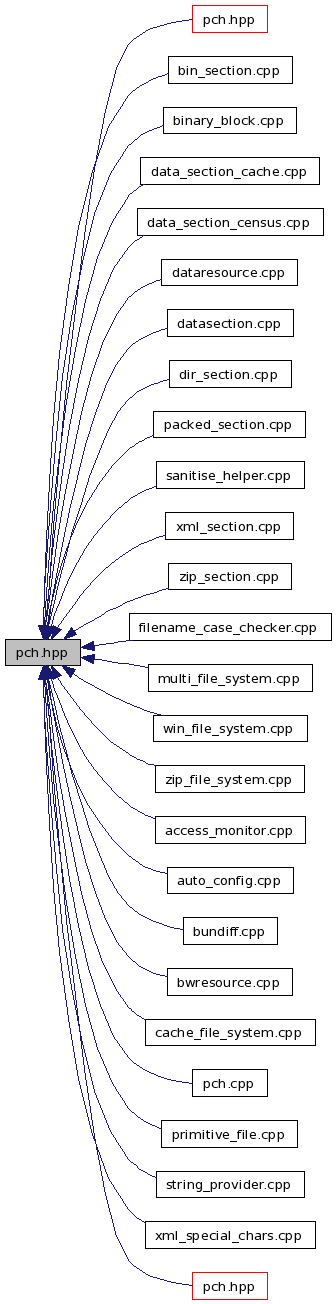 pch.hpp
bin_section.cpp
binary_block.cpp
data_section_cache.cpp
data_section_census.cpp
dataresource.cpp
datasection.cpp
dir_section.cpp
packed_section.cpp
sanitise_helper.cpp
xml_section.cpp
zip_section.cpp
filename_case_checker.cpp
pch.hpp
multi_file_system.cpp
win_file_system.cpp
zip_file_system.cpp
access_monitor.cpp
auto_config.cpp
bundiff.cpp
bwresource.cpp
cache_file_system.cpp
pch.cpp
primitive_file.cpp
string_provider.cpp
xml_special_chars.cpp
pch.hpp